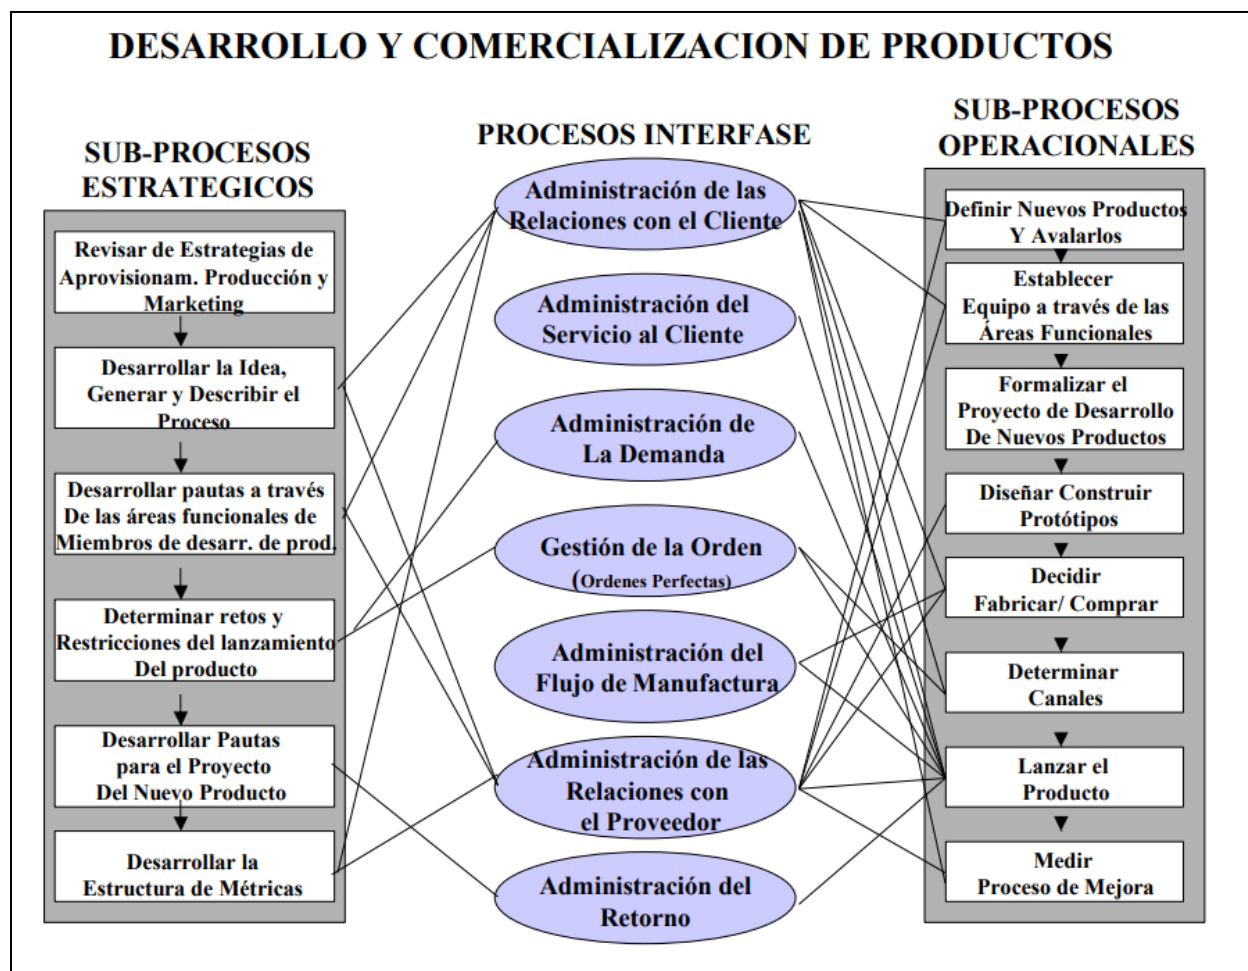 DESARROLLO Y COMERCIALIZACION DE PRODUCTOS
SUB-PROCESOS
ESTRATEGICOS
Revisar de Estrategias de
Aprovisionam. Producción y
Marketing
Desarrollar la Idea,
Generar y Describir el
Proceso
Desarrollar pautas a través
De las áreas funcionales de
Miembros de desarr. de prod.
Determinar retos y
Restricciones del lanzamiento
Del producto
Desarrollar Pautas
para el Proyecto
Del Nuevo Producto
Desarrollar la
Estructura de Métricas
PROCESOS INTERFASE
Administración de las
Relaciones con el Cliente
Administración del
Servicio al Cliente
Administración de
La Demanda
Gestión de la Orden
(Ordenes Perfectas)
Administración del
Flujo de Manufactura
Administración de las
Relaciones con
el Proveedor
Administración del
Retorno
SUB-PROCESOS
OPERACIONALES
Definir Nuevos Productos
Y Avalarlos
Establecer
Equipo a través de las
Áreas Funcionales
Formalizar el
Proyecto de Desarrollo
De Nuevos Productos
Diseñar Construir
Protótipos
Decidir
Fabricar/ Comprar
Determinar
Canales
Lanzar el
Producto
Medir
Proceso de Mejora